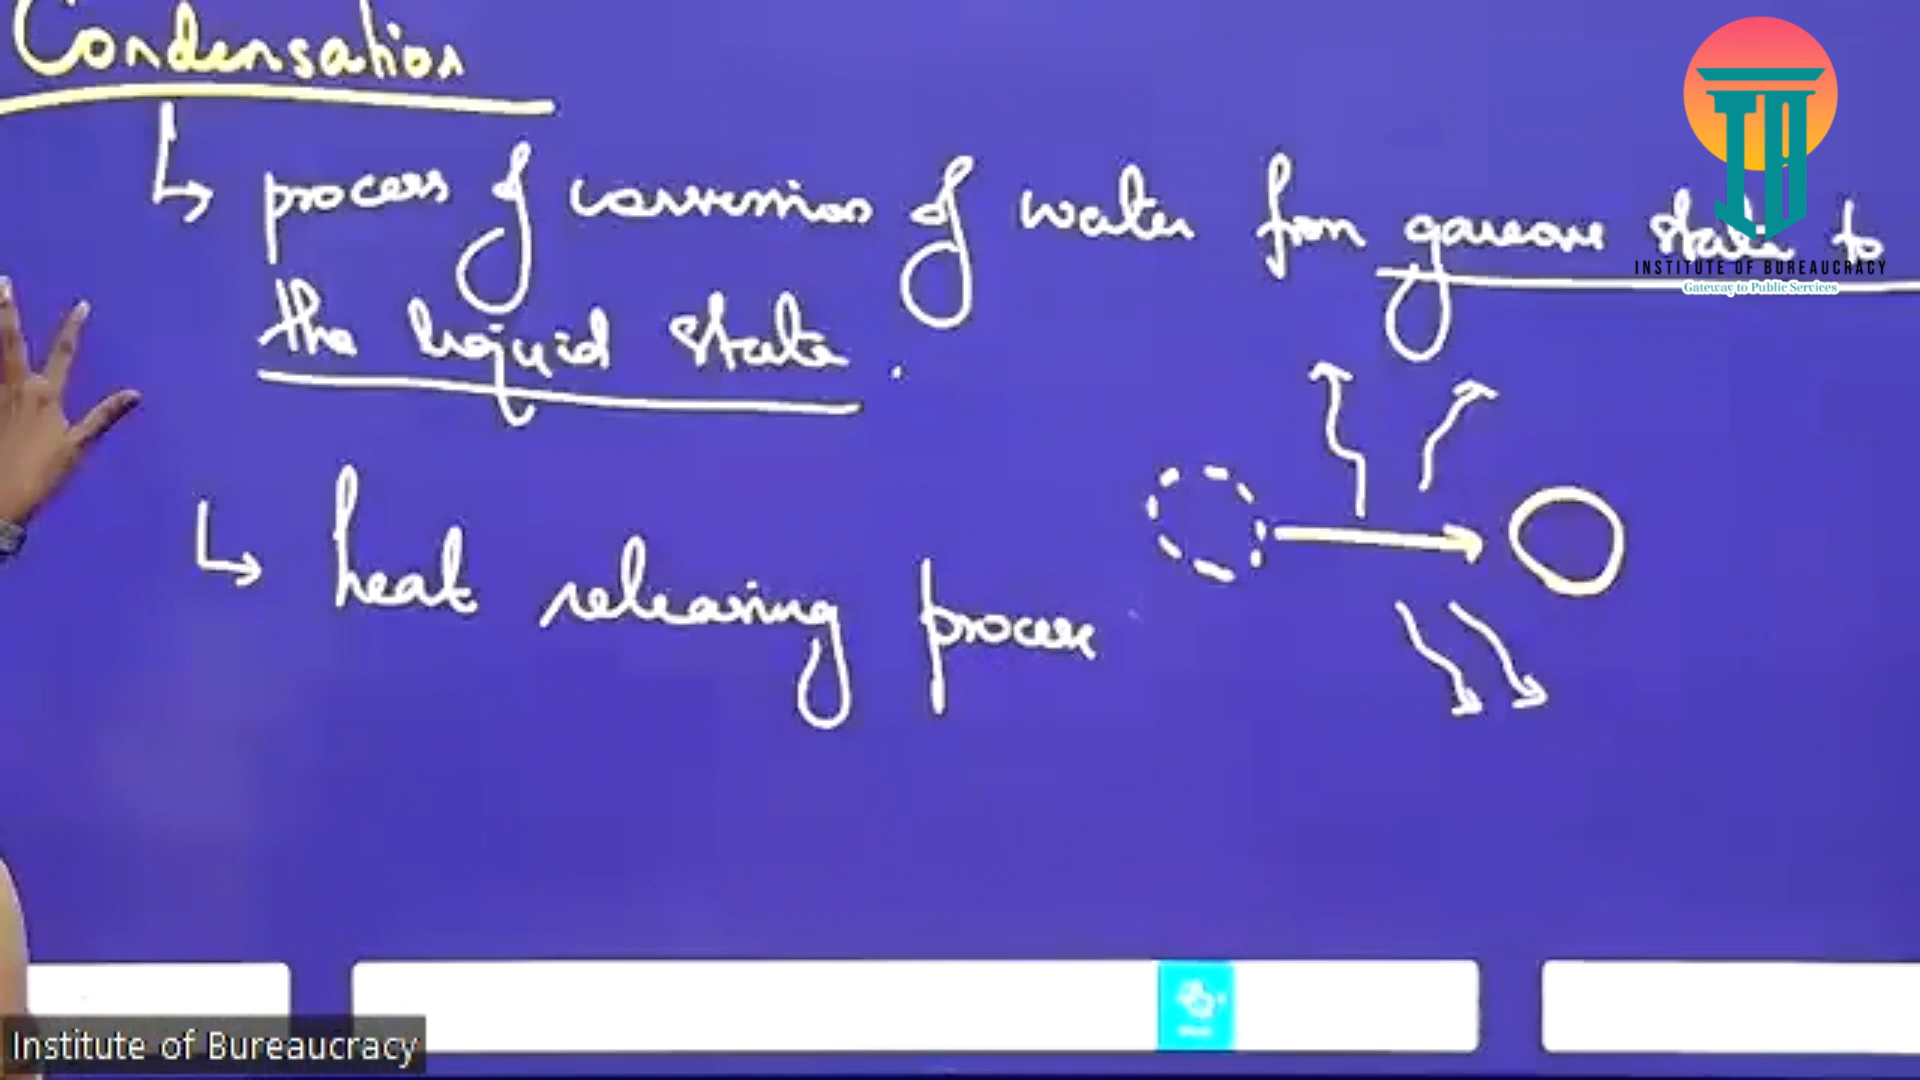 Condensation
↳ process of conversion of water from gaseous state to
the liquid state.
↳ heat releasing process
INSTITUTE OF BUREAUCRACY
Gateway to Public Services
Institute of Bureaucracy